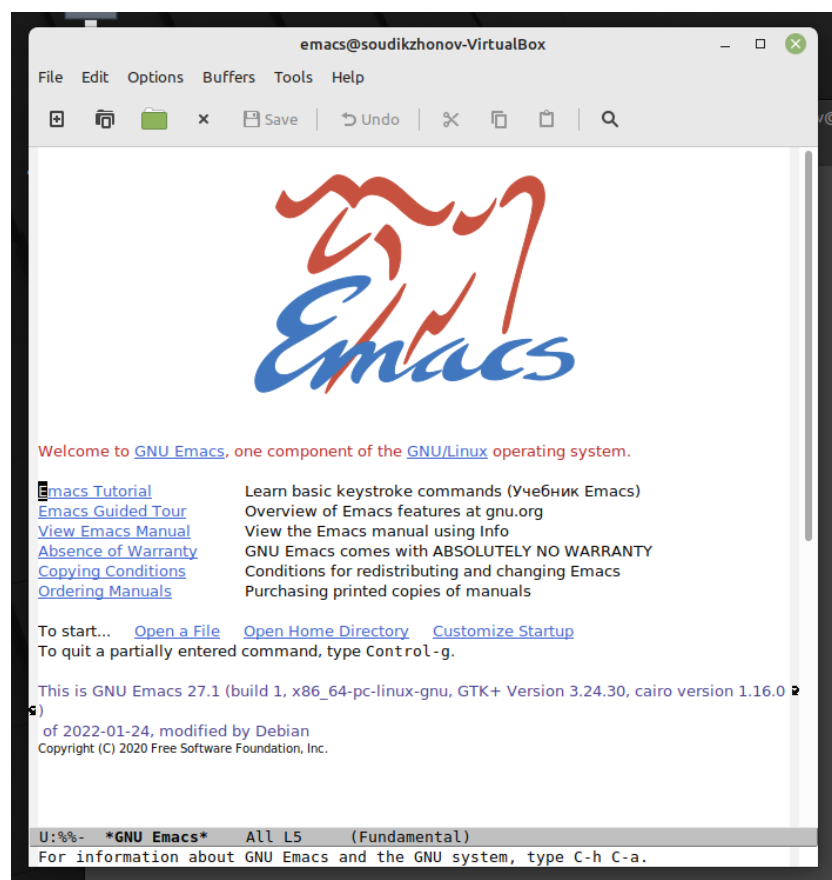 emacs@soudikzhonov-VirtualBox
File Edit Options Buffers Tools Help
Save Undo
Emacs
Welcome to GNU Emacs, one component of the GNU/Linux operating system.
Emacs Tutorial Learn basic keystroke commands (Учебник Emacs)
Emacs Guided Tour Overview of Emacs features at gnu.org
View Emacs Manual View the Emacs manual using Info
Absence of Warranty GNU Emacs comes with ABSOLUTELY NO WARRANTY
Copying Conditions Conditions for redistributing and changing Emacs
Ordering Manuals Purchasing printed copies of manuals
To start... Open a File Open Home Directory Customize Startup
To quit a partially entered command, type Control-g.
This is GNU Emacs 27.1 (build 1, x86_64-pc-linux-gnu, GTK+ Version 3.24.30, cairo version 1.16.0
)
of 2022-01-24, modified by Debian
Copyright (C) 2020 Free Software Foundation, Inc.
U:%%- *GNU Emacs* All L5 (Fundamental)
For information about GNU Emacs and the GNU system, type C-h C-a.